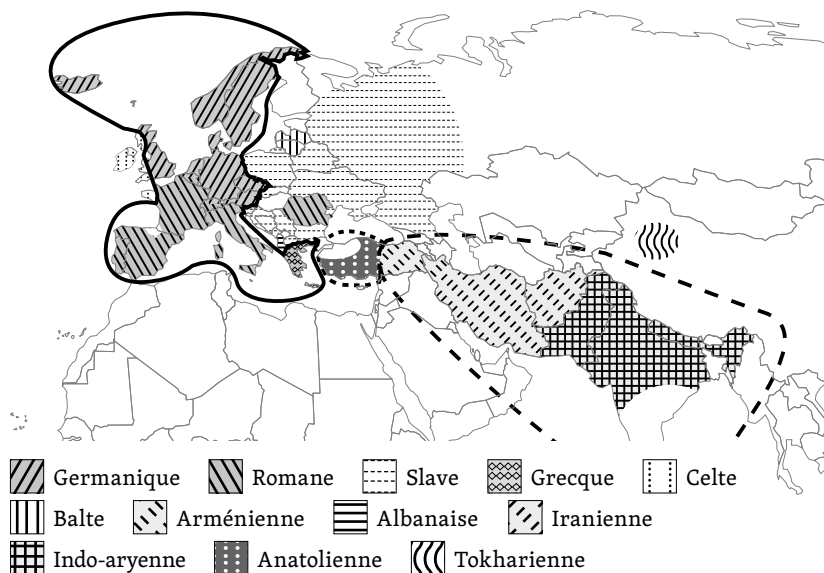 Germanique Romane Slave Grecque Celte
Balte Arménienne Albanaise Iranienne
Indo-aryenne Anatolienne Tokharienne